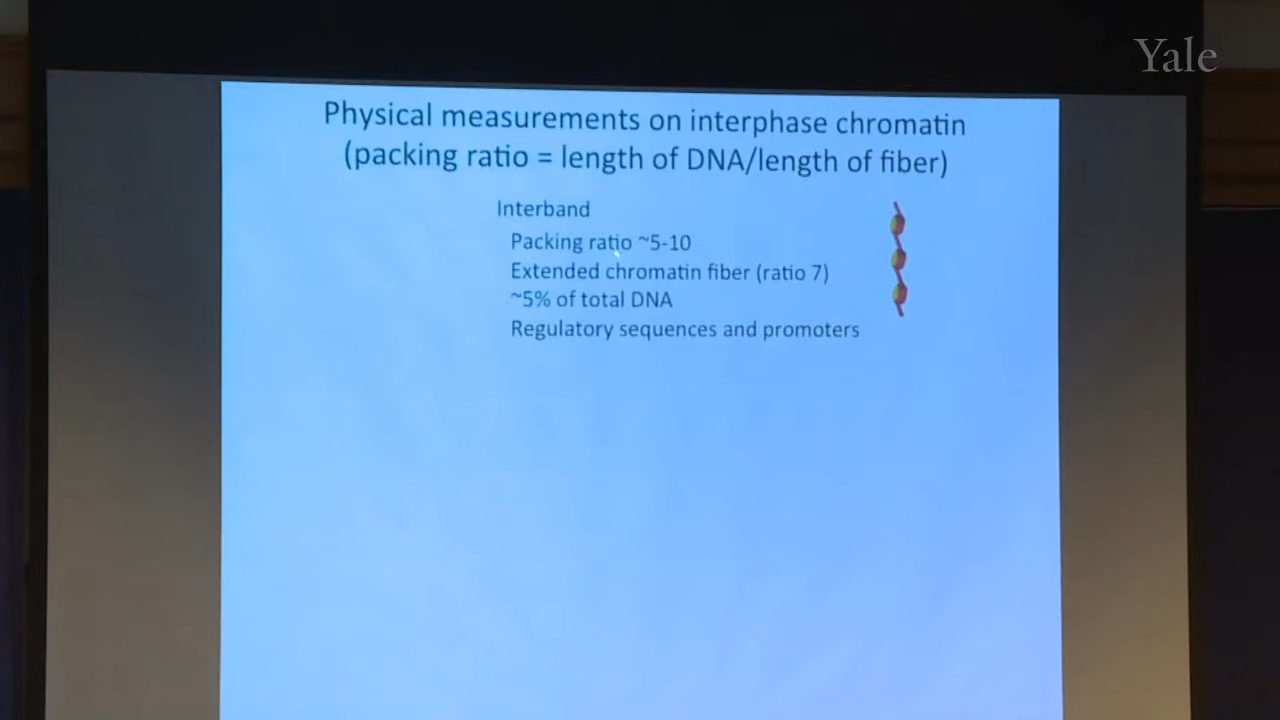 Yale
Physical measurements on interphase chromatin
(packing ratio = length of DNA/length of fiber)
Interband
Packing ratio ~5-10
Extended chromatin fiber (ratio 7)
~5% of total DNA
Regulatory sequences and promoters